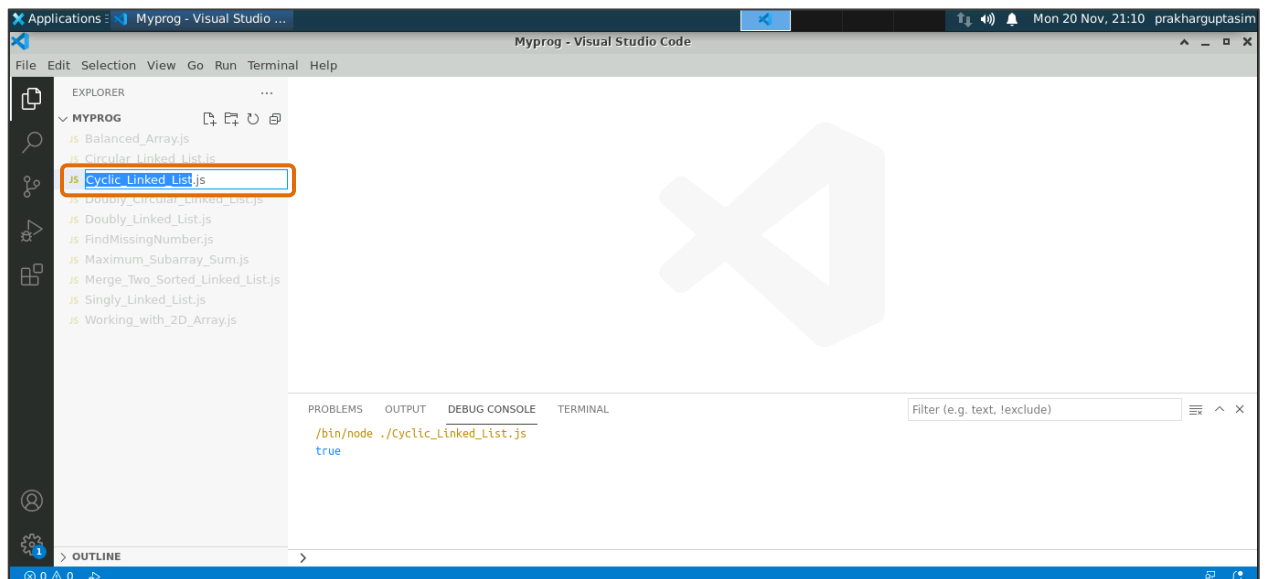 Applications Myprog - Visual Studio ... Mon 20 Nov, 21:10 prakharguptasim
Myprog - Visual Studio Code
File Edit Selection View Go Run Terminal Help
EXPLORER ...
MYPROG
JS Balanced_Array.js
JS Circular_Linked_List.js
JS Cyclic_Linked_List.js
JS Doubly_Circular_Linked_List.js
JS Doubly_Linked_List.js
JS FindMissingNumber.js
JS Maximum_Subarray_Sum.js
JS Merge_Two_Sorted_Linked_List.js
JS Singly_Linked_List.js
JS Working_with_2D_Array.js
PROBLEMS OUTPUT DEBUG CONSOLE TERMINAL Filter (e.g. text, !exclude)
/bin/node ./Cyclic_Linked_List.js
true
1
> OUTLINE >
0 0